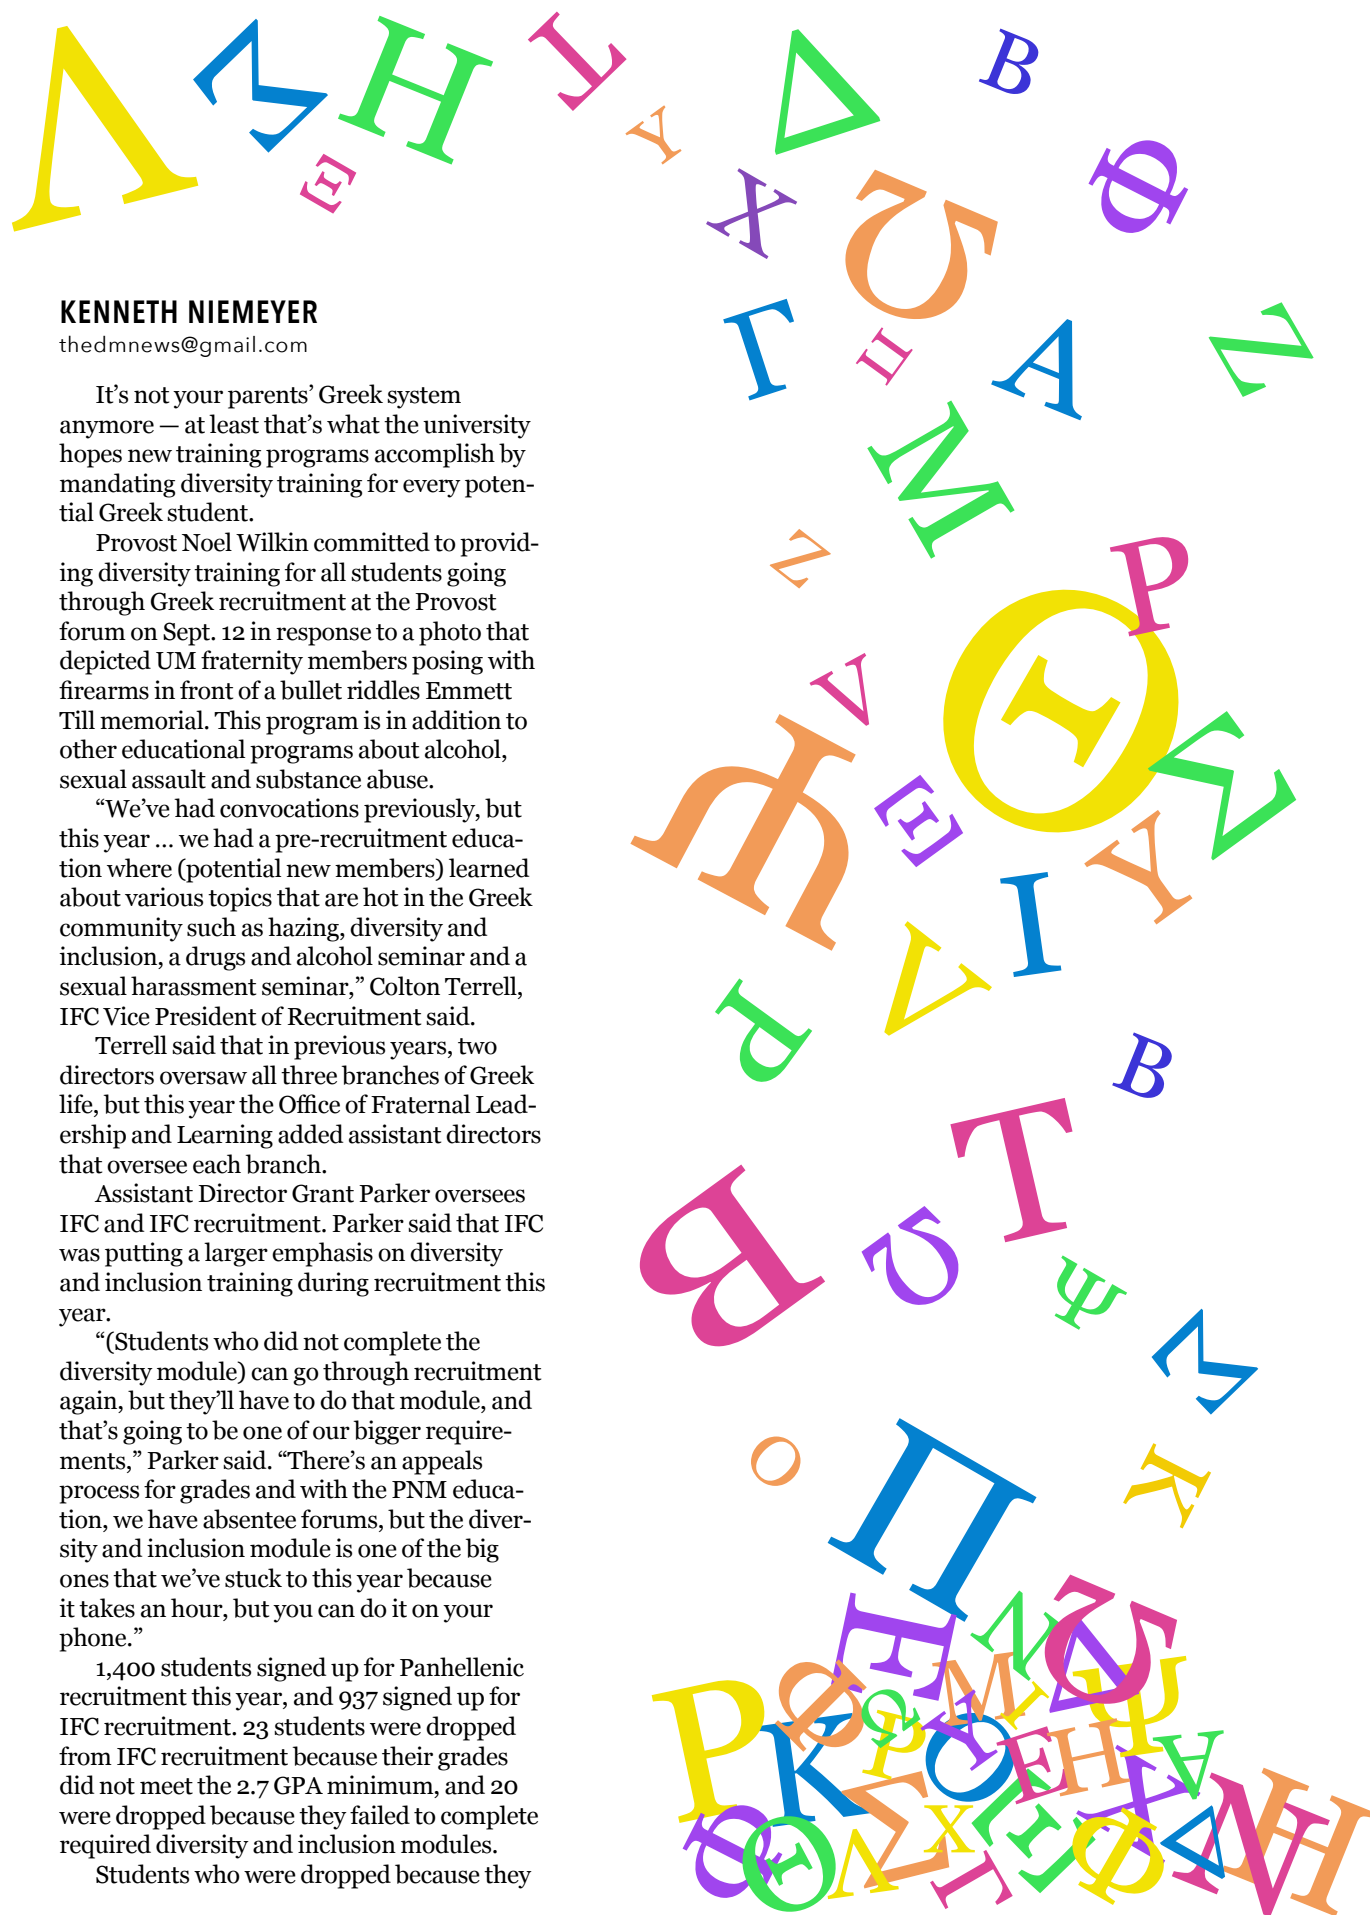 KENNETH NIEMEYER
thedmnews@gmail.com
It’s not your parents’ Greek system
anymore — at least that’s what the university
hopes new training programs accomplish by
mandating diversity training for every poten-
tial Greek student.
Provost Noel Wilkin committed to provid-
ing diversity training for all students going
through Greek recruitment at the Provost
forum on Sept. 12 in response to a photo that
depicted UM fraternity members posing with
firearms in front of a bullet riddles Emmett
Till memorial. This program is in addition to
other educational programs about alcohol,
sexual assault and substance abuse.
“We’ve had convocations previously, but
this year ... we had a pre-recruitment educa-
tion where (potential new members) learned
about various topics that are hot in the Greek
community such as hazing, diversity and
inclusion, a drugs and alcohol seminar and a
sexual harassment seminar,” Colton Terrell,
IFC Vice President of Recruitment said.
Terrell said that in previous years, two
directors oversaw all three branches of Greek
life, but this year the Office of Fraternal Lead-
ership and Learning added assistant directors
that oversee each branch.
Assistant Director Grant Parker oversees
IFC and IFC recruitment. Parker said that IFC
was putting a larger emphasis on diversity
and inclusion training during recruitment this
year.
“(Students who did not complete the
diversity module) can go through recruitment
again, but they’ll have to do that module, and
that’s going to be one of our bigger require-
ments,” Parker said. “There’s an appeals
process for grades and with the PNM educa-
tion, we have absentee forums, but the diver-
sity and inclusion module is one of the big
ones that we’ve stuck to this year because
it takes an hour, but you can do it on your
phone.”
1,400 students signed up for Panhellenic
recruitment this year, and 937 signed up for
IFC recruitment. 23 students were dropped
from IFC recruitment because their grades
did not meet the 2.7 GPA minimum, and 20
were dropped because they failed to complete
required diversity and inclusion modules.
Students who were dropped because they